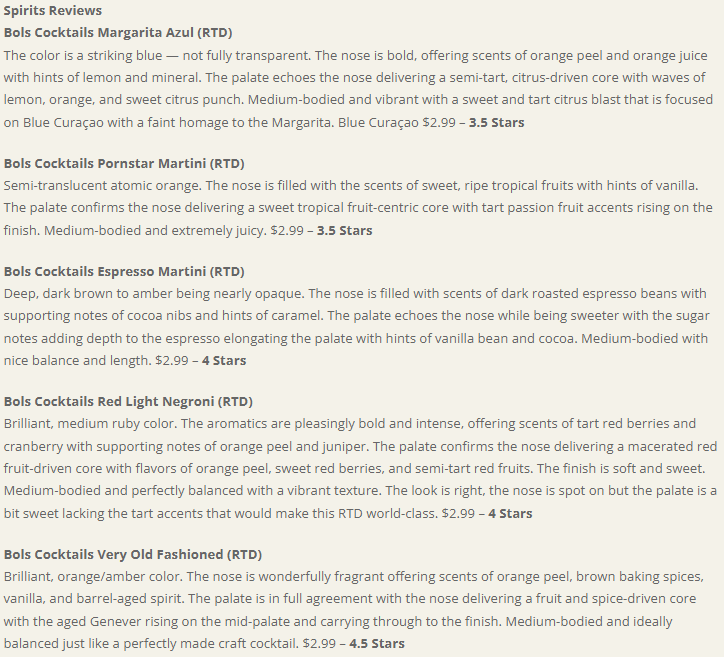 Spirits Reviews
Bols Cocktails Margarita Azul (RTD)
The color is a striking blue — not fully transparent. The nose is bold, offering scents of orange peel and orange juice
with hints of lemon and mineral. The palate echoes the nose delivering a semi-tart, citrus-driven core with waves of
lemon, orange, and sweet citrus punch. Medium-bodied and vibrant with a sweet and tart citrus blast that is focused
on Blue Curaçao with a faint homage to the Margarita. Blue Curaçao $2.99 – 3.5 Stars
Bols Cocktails Pornstar Martini (RTD)
Semi-translucent atomic orange. The nose is filled with the scents of sweet, ripe tropical fruits with hints of vanilla.
The palate confirms the nose delivering a sweet tropical fruit-centric core with tart passion fruit accents rising on the
finish. Medium-bodied and extremely juicy. $2.99 – 3.5 Stars
Bols Cocktails Espresso Martini (RTD)
Deep, dark brown to amber being nearly opaque. The nose is filled with scents of dark roasted espresso beans with
supporting notes of cocoa nibs and hints of caramel. The palate echoes the nose while being sweeter with the sugar
notes adding depth to the espresso elongating the palate with hints of vanilla bean and cocoa. Medium-bodied with
nice balance and length. $2.99 – 4 Stars
Bols Cocktails Red Light Negroni (RTD)
Brilliant, medium ruby color. The aromatics are pleasingly bold and intense, offering scents of tart red berries and
cranberry with supporting notes of orange peel and juniper. The palate confirms the nose delivering a macerated red
fruit-driven core with flavors of orange peel, sweet red berries, and semi-tart red fruits. The finish is soft and sweet.
Medium-bodied and perfectly balanced with a vibrant texture. The look is right, the nose is spot on but the palate is a
bit sweet lacking the tart accents that would make this RTD world-class. $2.99 – 4 Stars
Bols Cocktails Very Old Fashioned (RTD)
Brilliant, orange/amber color. The nose is wonderfully fragrant offering scents of orange peel, brown baking spices,
vanilla, and barrel-aged spirit. The palate is in full agreement with the nose delivering a fruit and spice-driven core
with the aged Genever rising on the mid-palate and carrying through to the finish. Medium-bodied and ideally
balanced just like a perfectly made craft cocktail. $2.99 – 4.5 Stars